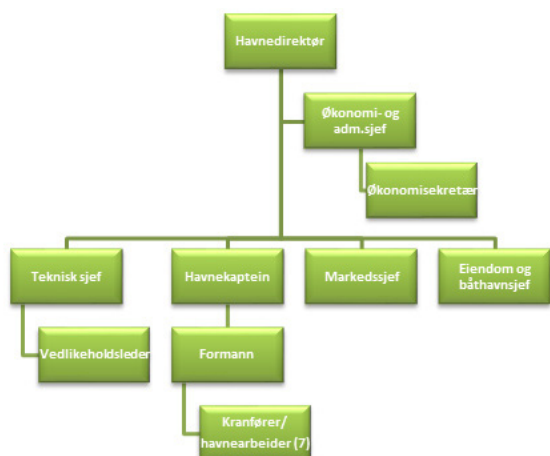 Havnedirektør
Økonomi- og
adm.sjef
Økonomisekretær
Teknisk sjef
Havnekaptein
Markedssjef
Eiendom og
båthavnsjef
Vedlikeholdsleder
Formann
Kranfører/
havnearbeider (7)